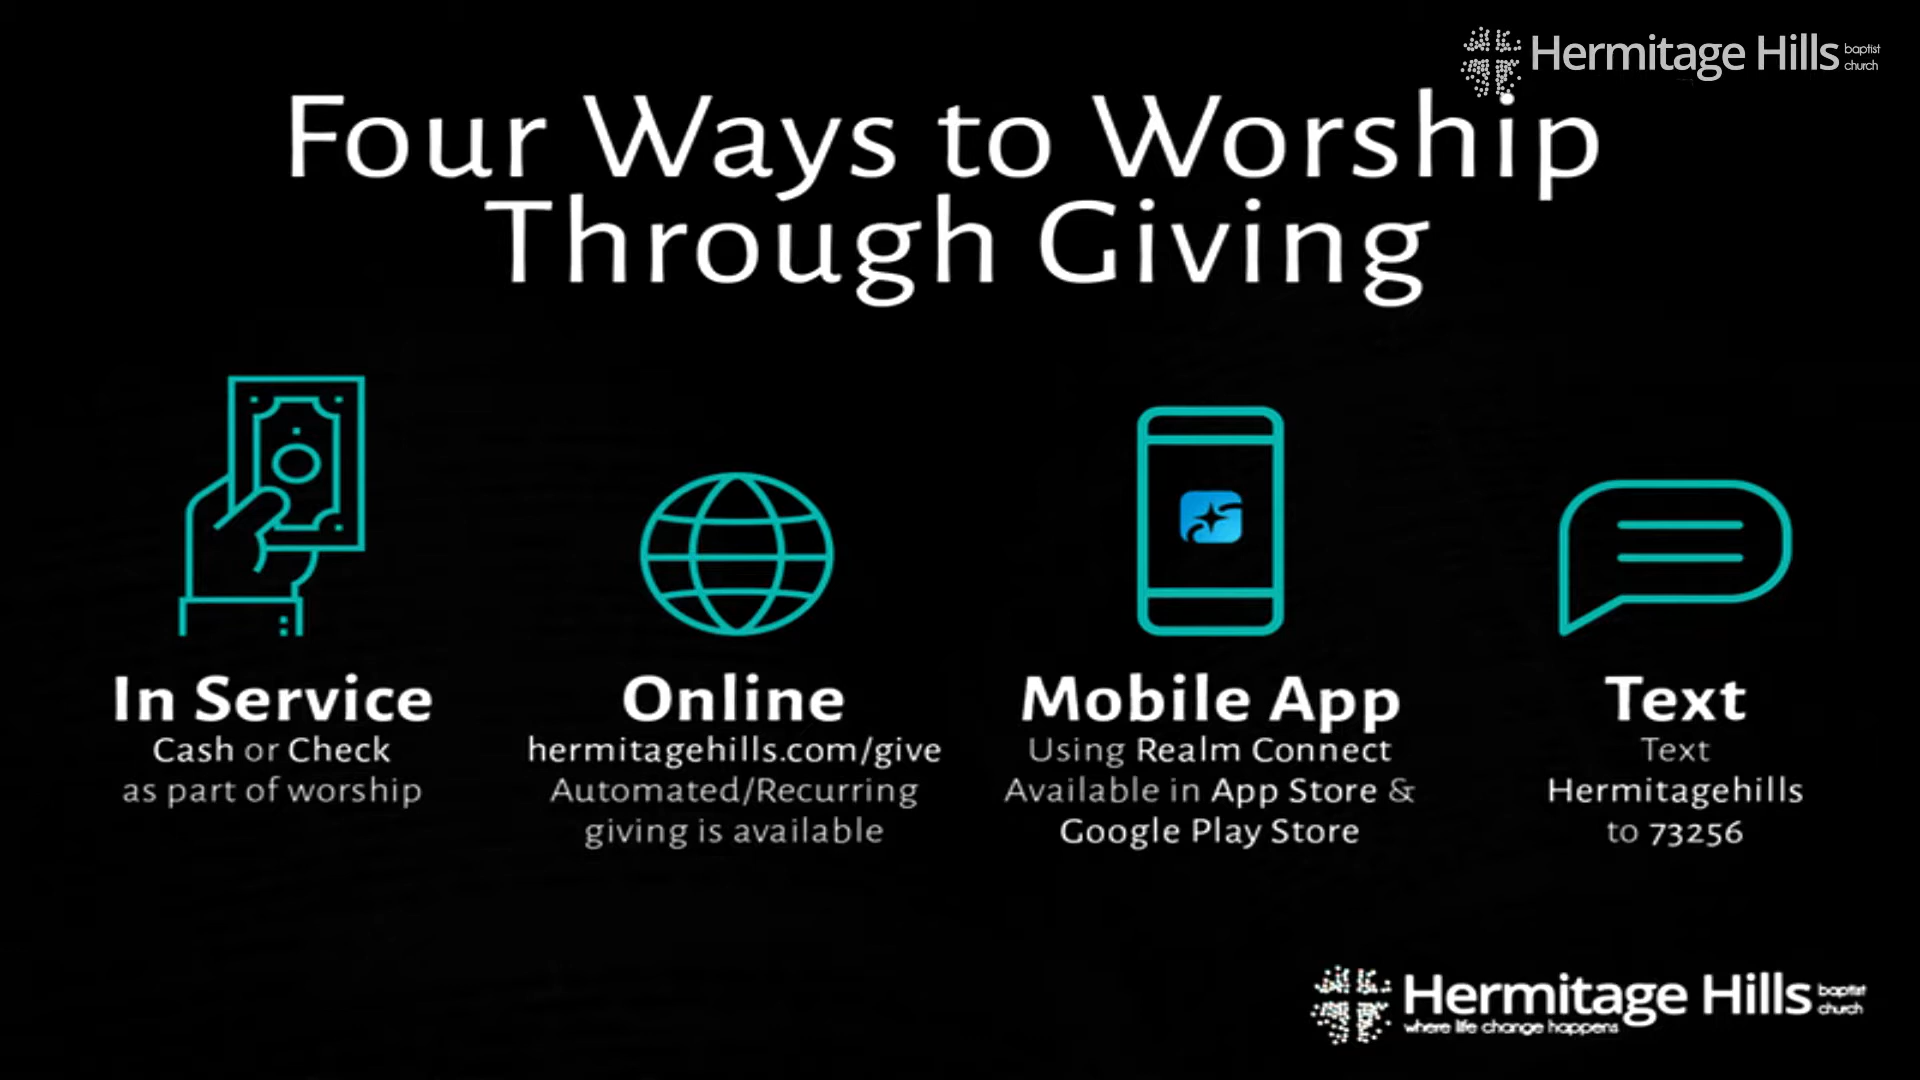 Hermitage Hills baptist church
Four Ways to Worship
Through Giving
In Service
Cash or Check
as part of worship
Online
hermitagehills.com/give
Automated/Recurring
giving is available
Mobile App
Using Realm Connect
Available in App Store &
Google Play Store
Text
Text
Hermitagehills
to 73256
Hermitage Hills baptist church
where life change happens